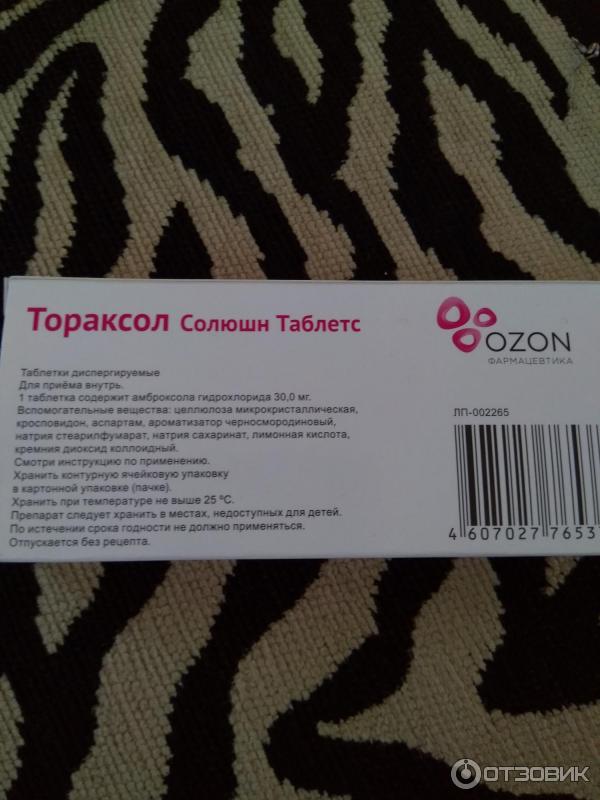 Тораксол Солюшн Таблетс
OZON
ФАРМАЦЕВТИКА
Таблетки диспергируемые
Для приёма внутрь.
1 таблетка содержит амброксола гидрохлорида 30,0 мг.
Вспомогательные вещества: целлюлоза микрокристаллическая,
кросповидон, аспартам, ароматизатор черносмородиновый,
натрия стеарилфумарат, натрия сахаринат, лимонная кислота,
кремния диоксид коллоидный.
Смотри инструкцию по применению.
Хранить контурную ячейковую упаковку
в картонной упаковке (пачке).
Хранить при температуре не выше 25 °С.
Препарат следует хранить в местах, недоступных для детей.
По истечении срока годности не должно применяться.
Отпускается без рецепта.
ЛП-002265
4 607027 7653
ОТЗОВИК